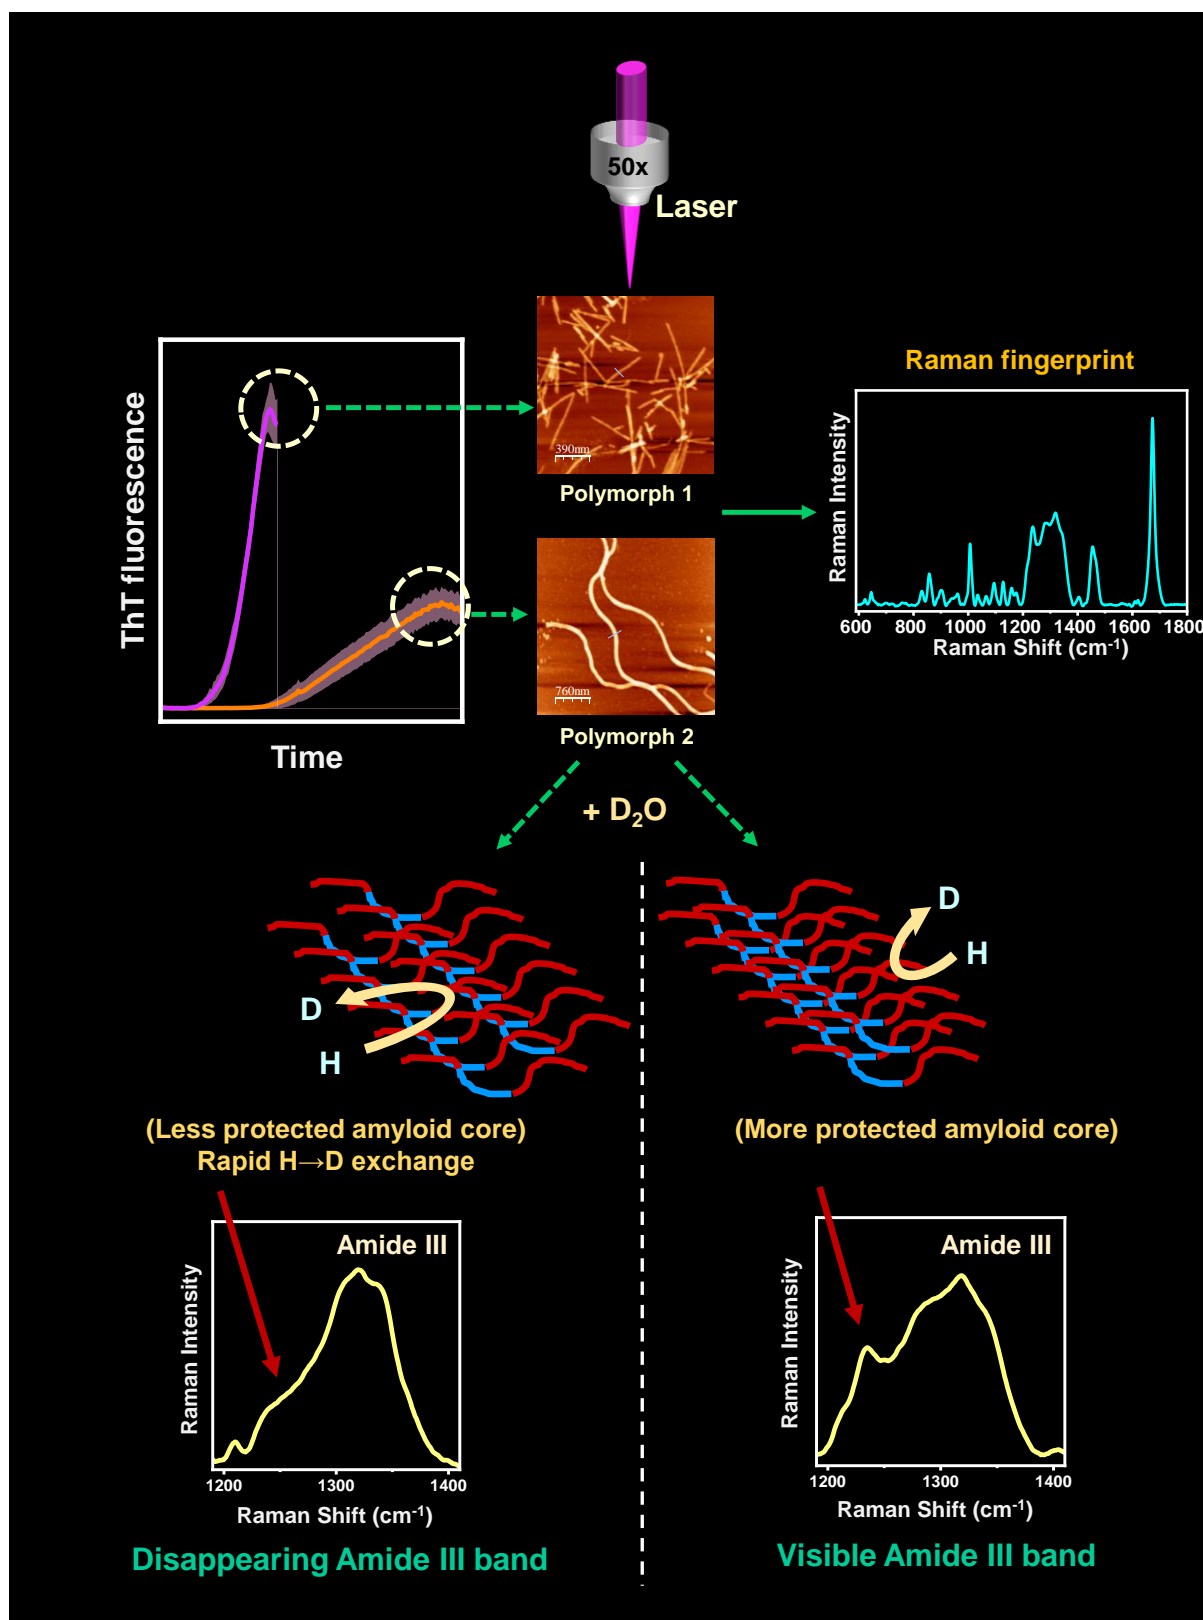 50x
Laser
ThT fluorescence
Time
390nm
Polymorph 1
760nm
Polymorph 2
Raman fingerprint
Raman Intensity
600 800 1000 1200 1400 1600 1800
Raman Shift (cm⁻¹)
+ D₂O
D
H
D
H
(Less protected amyloid core)
Rapid H→D exchange
(More protected amyloid core)
Amide III
Raman Intensity
1200 1300 1400
Raman Shift (cm⁻¹)
Disappearing Amide III band
Amide III
Raman Intensity
1200 1300 1400
Raman Shift (cm⁻¹)
Visible Amide III band